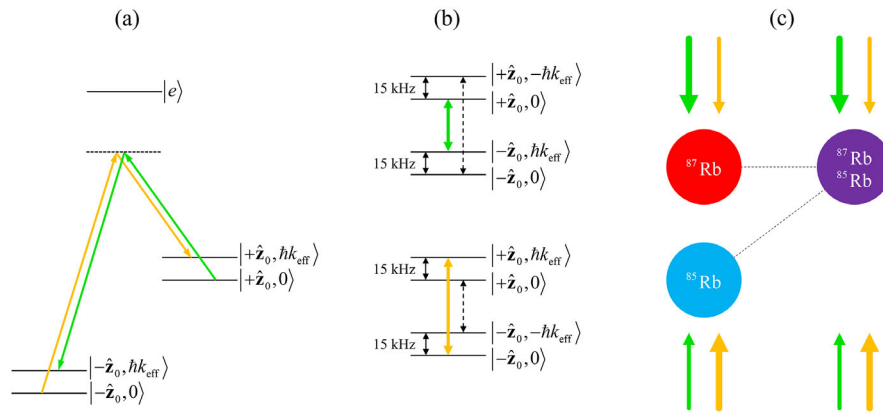 (a)
(b)
(c)
|e⟩
|+ẑ₀, ħk_eff⟩
|+ẑ₀, 0⟩
|−ẑ₀, ħk_eff⟩
|−ẑ₀, 0⟩
15 kHz
|+ẑ₀, −ħk_eff⟩
|+ẑ₀, 0⟩
15 kHz
|−ẑ₀, ħk_eff⟩
|−ẑ₀, 0⟩
15 kHz
|+ẑ₀, ħk_eff⟩
|+ẑ₀, 0⟩
15 kHz
|−ẑ₀, −ħk_eff⟩
|−ẑ₀, 0⟩
⁸⁷Rb
⁸⁷Rb
⁸⁵Rb
⁸⁵Rb